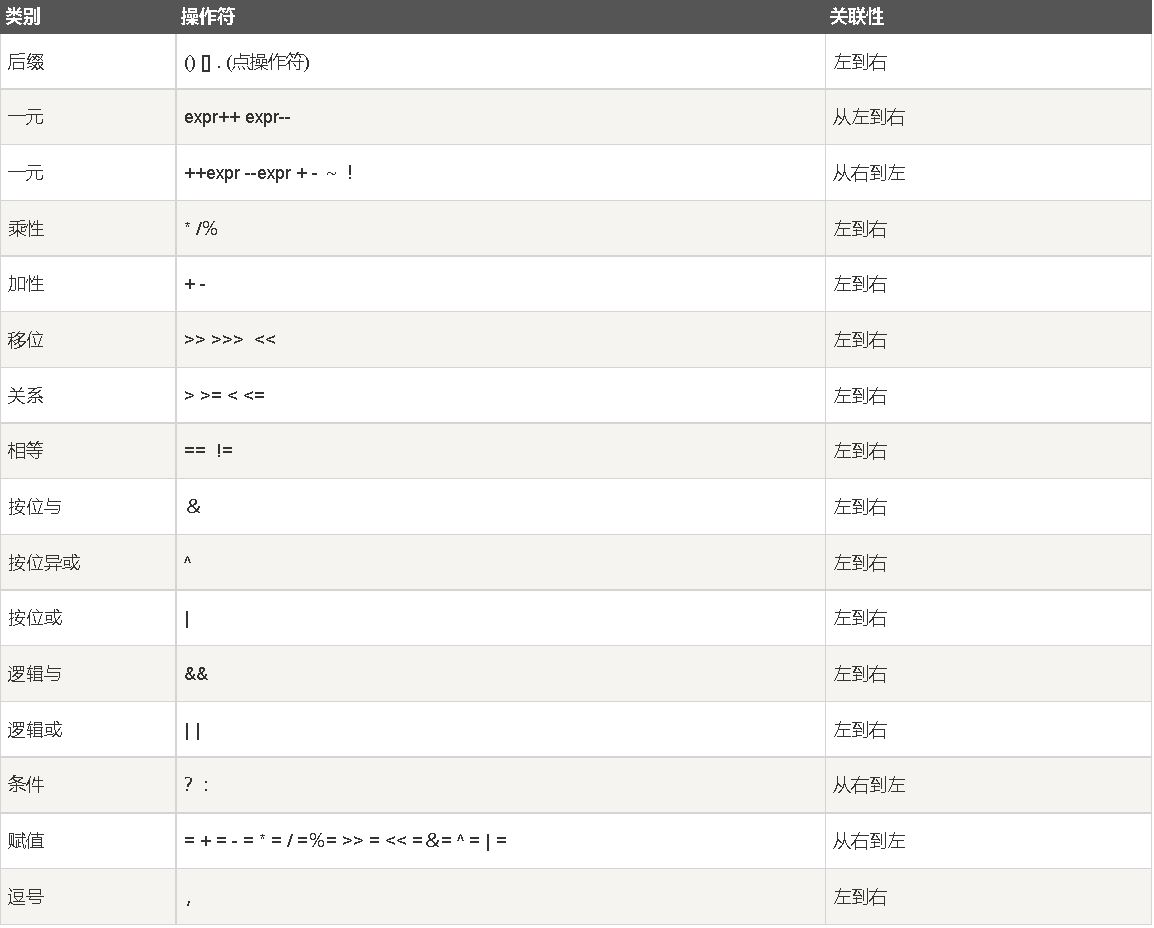 类别 操作符 关联性
后缀 () [] . (点操作符) 左到右
一元 expr++ expr-- 从左到右
一元 ++expr --expr + - ~ ! 从右到左
乘性 * /% 左到右
加性 + - 左到右
移位 >> >>> << 左到右
关系 > >= < <= 左到右
相等 == != 左到右
按位与 & 左到右
按位异或 ^ 左到右
按位或 | 左到右
逻辑与 && 左到右
逻辑或 | | 左到右
条件 ? : 从右到左
赋值 = + = - = * = / =%= >> = << =&= ^ = | = 从右到左
逗号 , 左到右